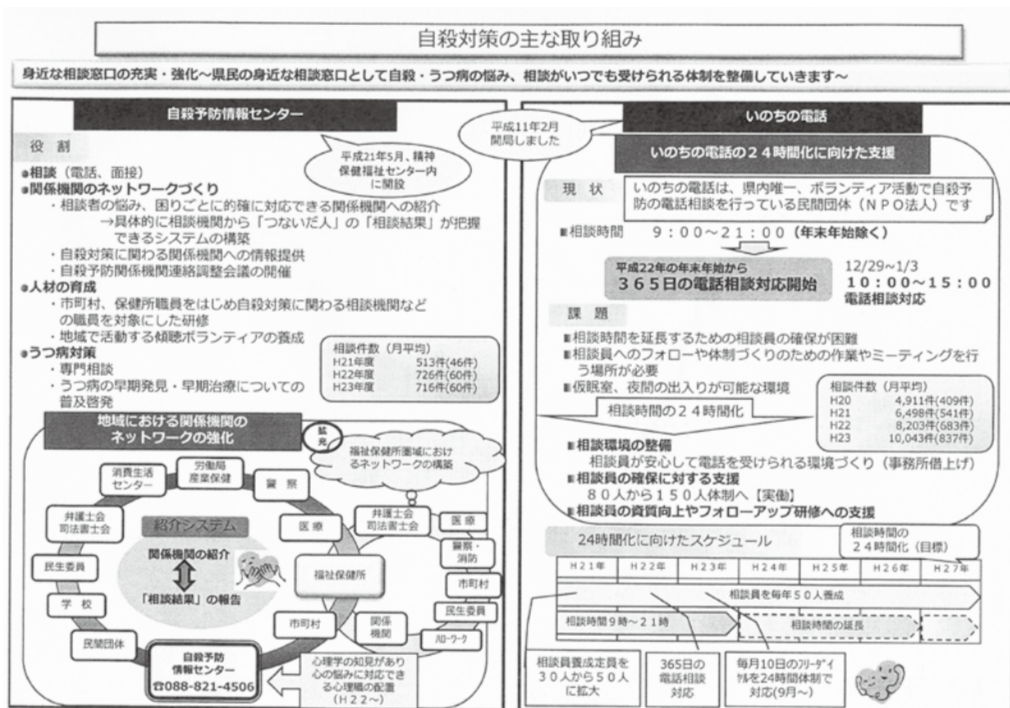 自殺対策の主な取り組み
身近な相談窓口の充実・強化～県民の身近な相談窓口として自殺・うつ病の悩み、相談がいつでも受けられる体制を整備していきます～
自殺予防情報センター
平成21年5月、精神
保健福祉センター内
に開設
役 割
●相談（電話、面接）
●関係機関のネットワークづくり
・相談者の悩み、困りごとに的確に対応できる関係機関への紹介
→具体的に相談機関から「つないだ人」の「相談結果」が把握
できるシステムの構築
・自殺対策に関わる関係機関への情報提供
・自殺予防関係機関連絡調整会議の開催
●人材の育成
・市町村、保健所職員をはじめ自殺対策に関わる相談機関など
の職員を対象にした研修
・地域で活動する傾聴ボランティアの養成
●うつ病対策
・専門相談
・うつ病の早期発見・早期治療についての
普及啓発
相談件数（月平均）
H21年度 513件(46件)
H22年度 726件(60件)
H23年度 716件(60件)
地域における関係機関の
ネットワークの強化
拡充
福祉保健所圏域におけ
るネットワークの構築
消費生活
センター
労働局
産業保健
警 察
弁護士会
司法書士会
医 療
民生委員
学 校
民間団体
市町村
福祉保健所
紹介システム
関係機関の紹介
「相談結果」の報告
弁護士会
司法書士会
医 療
警察・
消防
市町村
民生委員
ハローワーク
関係
機関
自殺予防
情報センター
☎088-821-4506
心理学の知見があり
心の悩みに対応でき
る心理職の配置
（H22～）
いのちの電話
平成11年2月
開局しました
いのちの電話の２４時間化に向けた支援
現 状
いのちの電話は、県内唯一、ボランティア活動で自殺予
防の電話相談を行っている民間団体（ＮＰＯ法人）です
■相談時間 ９：００～２１：００（年末年始除く）
平成22年の年末年始から
３６５日の電話相談対応開始
12/29～1/3
１０：００～１５：００
電話相談対応
課 題
■相談時間を延長するための相談員の確保が困難
■相談員へのフォローや体制づくりのための作業やミーティングを行
う場所が必要
■仮眠室、夜間の出入りが可能な環境
相談件数（月平均）
H20 4,911件(409件)
H21 6,498件(541件)
H22 8,203件(683件)
H23 10,043件(837件)
相談時間の２４時間化
■相談環境の整備
相談員が安心して電話を受けられる環境づくり（事務所借上げ）
■相談員の確保に対する支援
８０人から１５０人体制へ【実働】
■相談員の資質向上やフォローアップ研修への支援
24時間化に向けたスケジュール
相談時間の
２４時間化（目標）
Ｈ２１年 Ｈ２２年 Ｈ２３年 Ｈ２４年 Ｈ２５年 Ｈ２６年 Ｈ２７年
相談員を毎年５０人養成
相談時間９時～２１時
相談時間の延長
相談員養成定員を
３０人から５０人
に拡大
365日の
電話相談
対応
毎月10日のﾌﾘｰﾀﾞｲ
ﾔﾙを24時間体制で
対応(9月～)